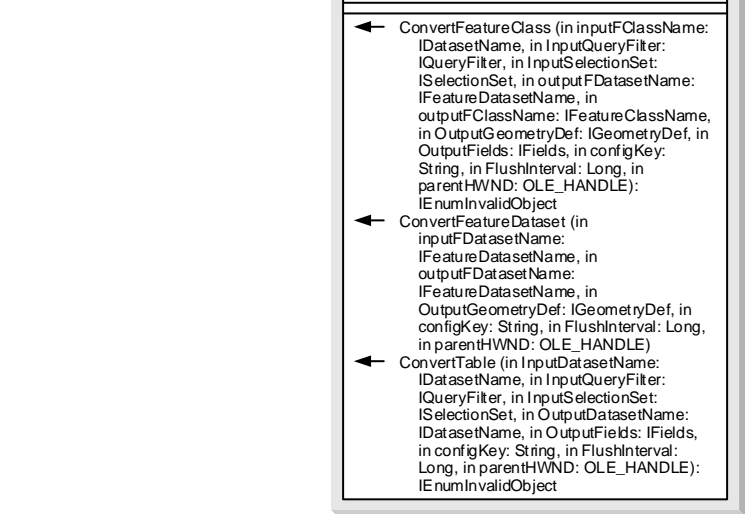 ConvertFeatureClass (in inputFClassName:
IDatasetName, in InputQueryFilter:
IQueryFilter, in InputSelectionSet:
ISelectionSet, in outputFDatasetName:
IFeatureDatasetName, in
outputFClassName: IFeatureClassName,
in OutputGeometryDef: IGeometryDef, in
OutputFields: IFields, in configKey:
String, in FlushInterval: Long, in
parentHWND: OLE_HANDLE):
IEnumInvalidObject
ConvertFeatureDataset (in
inputFDatasetName:
IFeatureDatasetName, in
outputFDatasetName:
IFeatureDatasetName, in
OutputGeometryDef: IGeometryDef, in
configKey: String, in FlushInterval: Long,
in parentHWND: OLE_HANDLE)
ConvertTable (in InputDatasetName:
IDatasetName, in InputQueryFilter:
IQueryFilter, in InputSelectionSet:
ISelectionSet, in OutputDatasetName:
IDatasetName, in OutputFields: IFields,
in configKey: String, in FlushInterval:
Long, in parentHWND: OLE_HANDLE):
IEnumInvalidObject